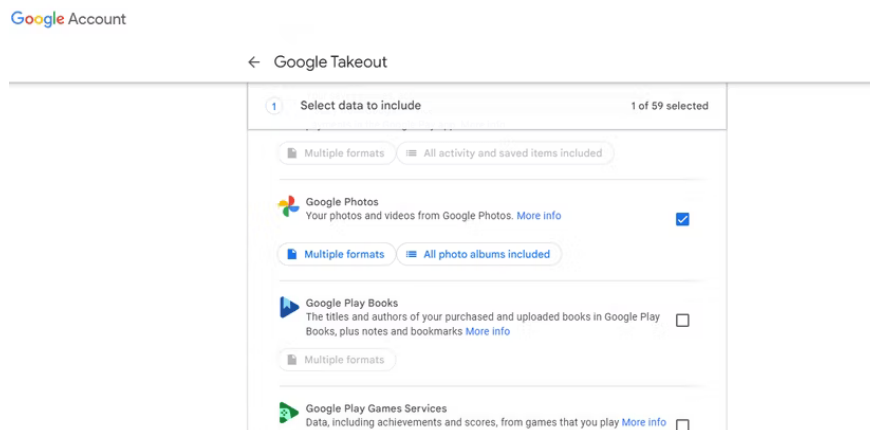 Google Account
Google Takeout
1 Select data to include 1 of 59 selected
Multiple formats All activity and saved items included
Google Photos
Your photos and videos from Google Photos. More info
Multiple formats All photo albums included
Google Play Books
The titles and authors of your purchased and uploaded books in Google Play
Books, plus notes and bookmarks More info
Multiple formats
Google Play Games Services
Data, including achievements and scores, from games that you play More info